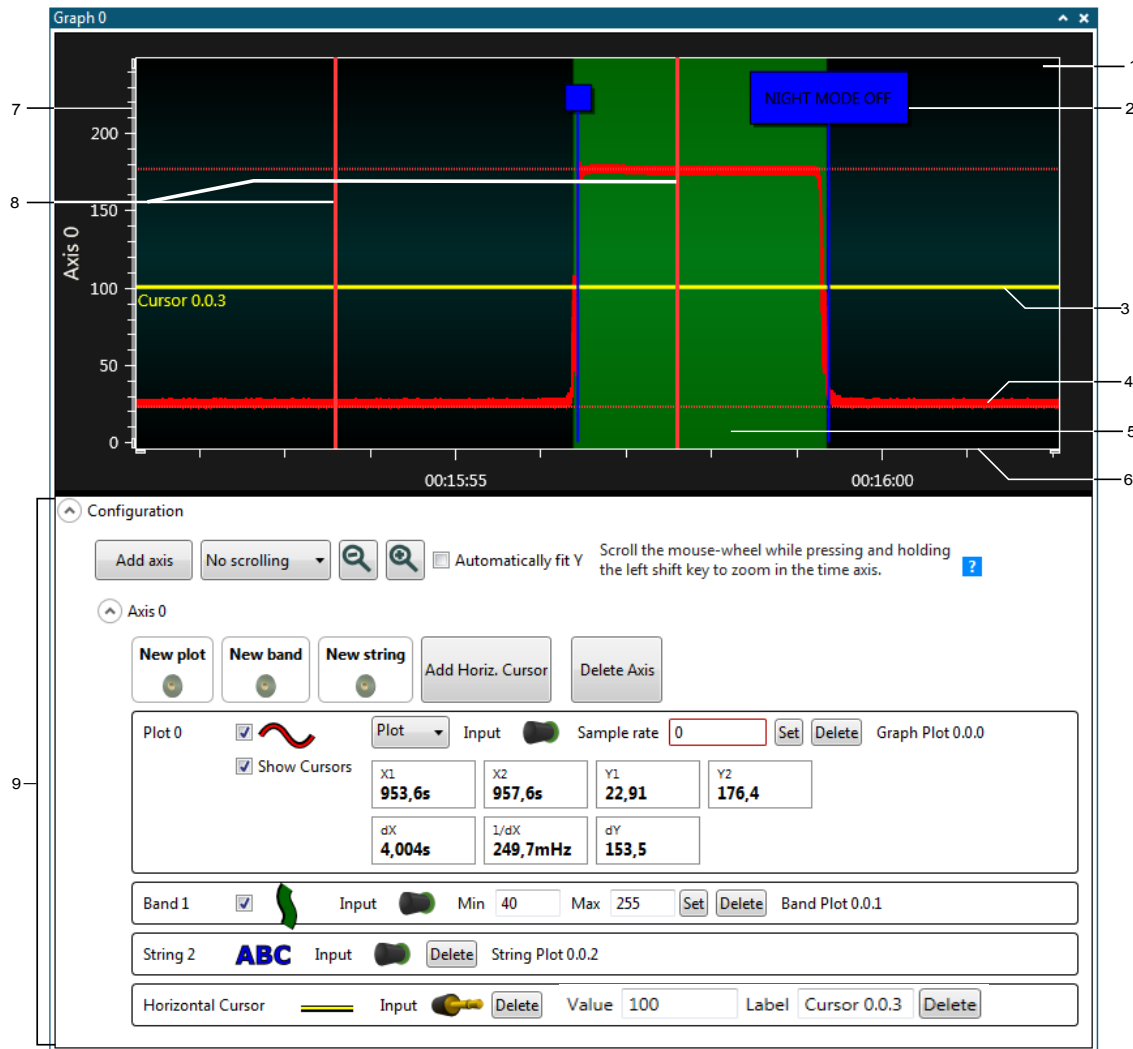 Graph 0
1
NIGHT MODE OFF
2
7
200
8
150
Axis 0
100
Cursor 0.0.3
3
50
4
5
0
00:15:55
00:16:00
6
Configuration
Add axis
No scrolling
Automatically fit Y
Scroll the mouse-wheel while pressing and holding
the left shift key to zoom in the time axis.
?
Axis 0
New plot
New band
New string
Add Horiz. Cursor
Delete Axis
Plot 0
Plot
Input
Sample rate
0
Set
Delete
Graph Plot 0.0.0
Show Cursors
X1
953,6s
X2
957,6s
Y1
22,91
Y2
176,4
9
dX
4,004s
1/dX
249,7mHz
dY
153,5
Band 1
Input
Min
40
Max
255
Set
Delete
Band Plot 0.0.1
String 2
ABC
Input
Delete
String Plot 0.0.2
Horizontal Cursor
Input
Delete
Value
100
Label
Cursor 0.0.3
Delete